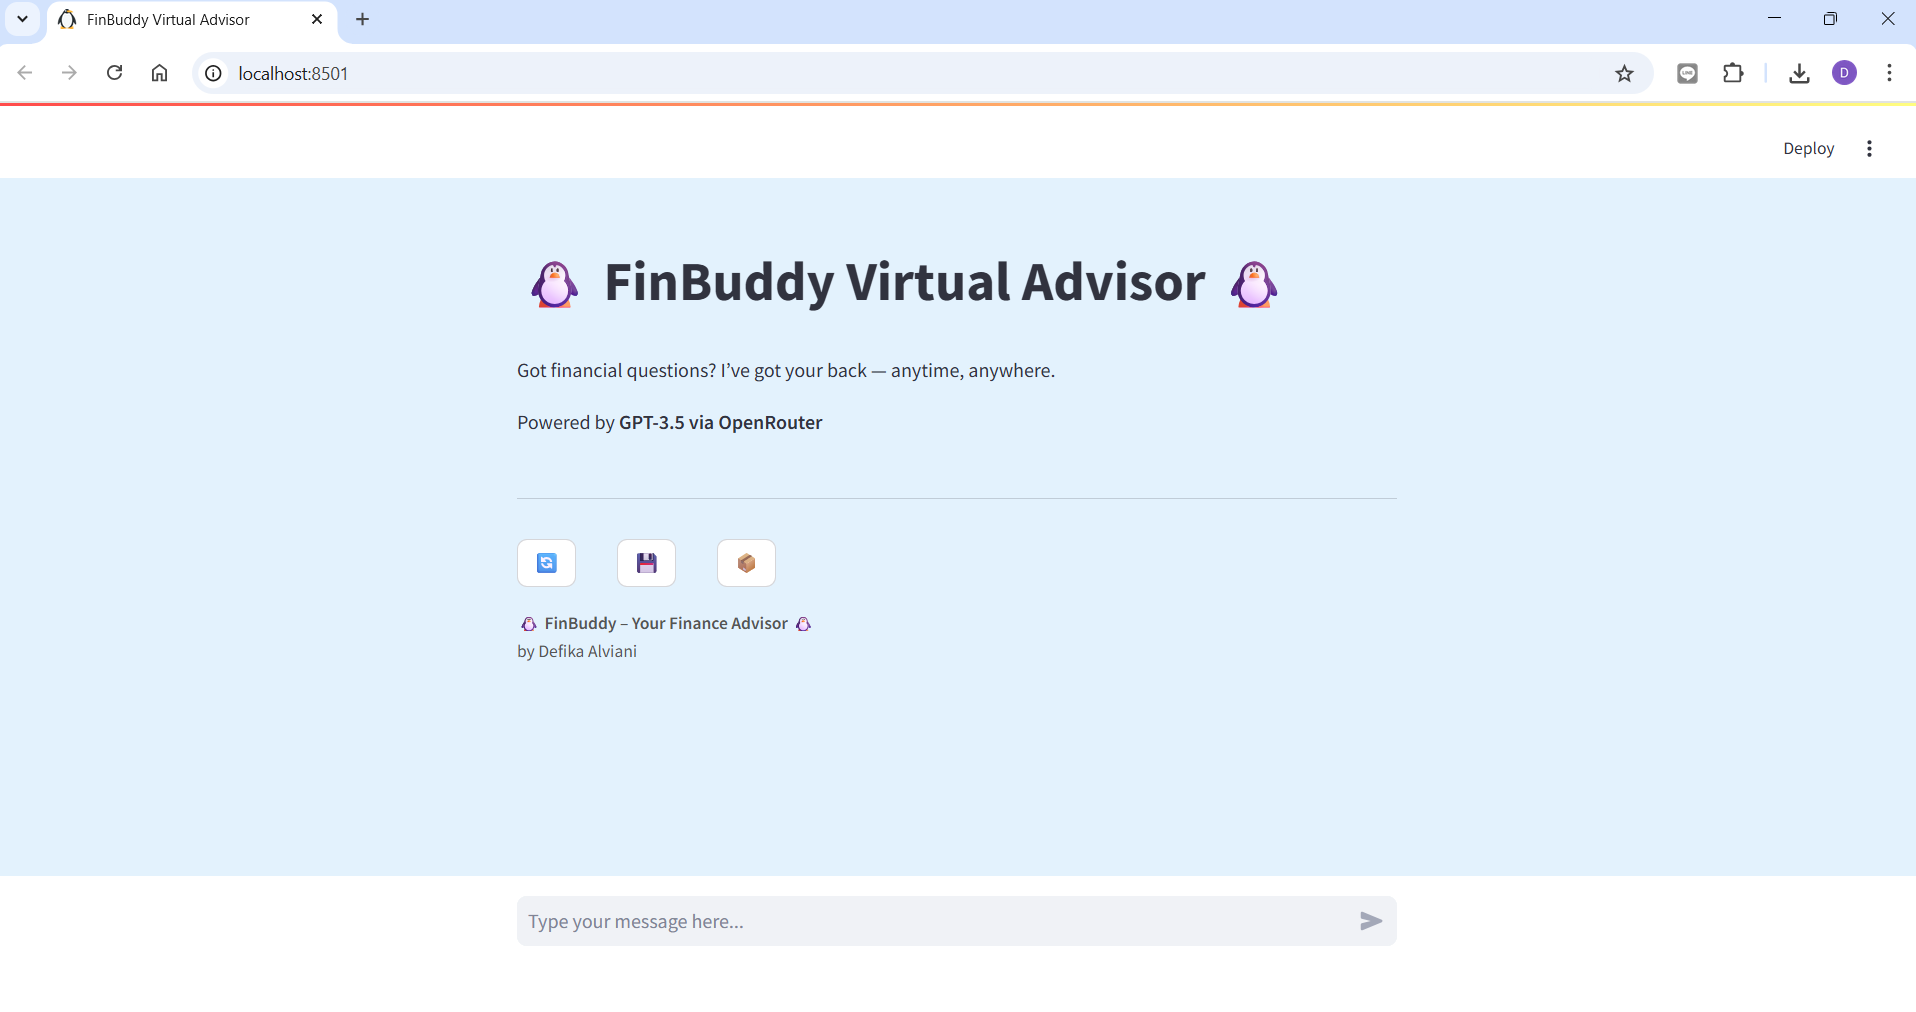 FinBuddy Virtual Advisor
localhost:8501
D
Deploy
FinBuddy Virtual Advisor
Got financial questions? I’ve got your back — anytime, anywhere.
Powered by GPT-3.5 via OpenRouter
FinBuddy – Your Finance Advisor
by Defika Alviani
Type your message here...